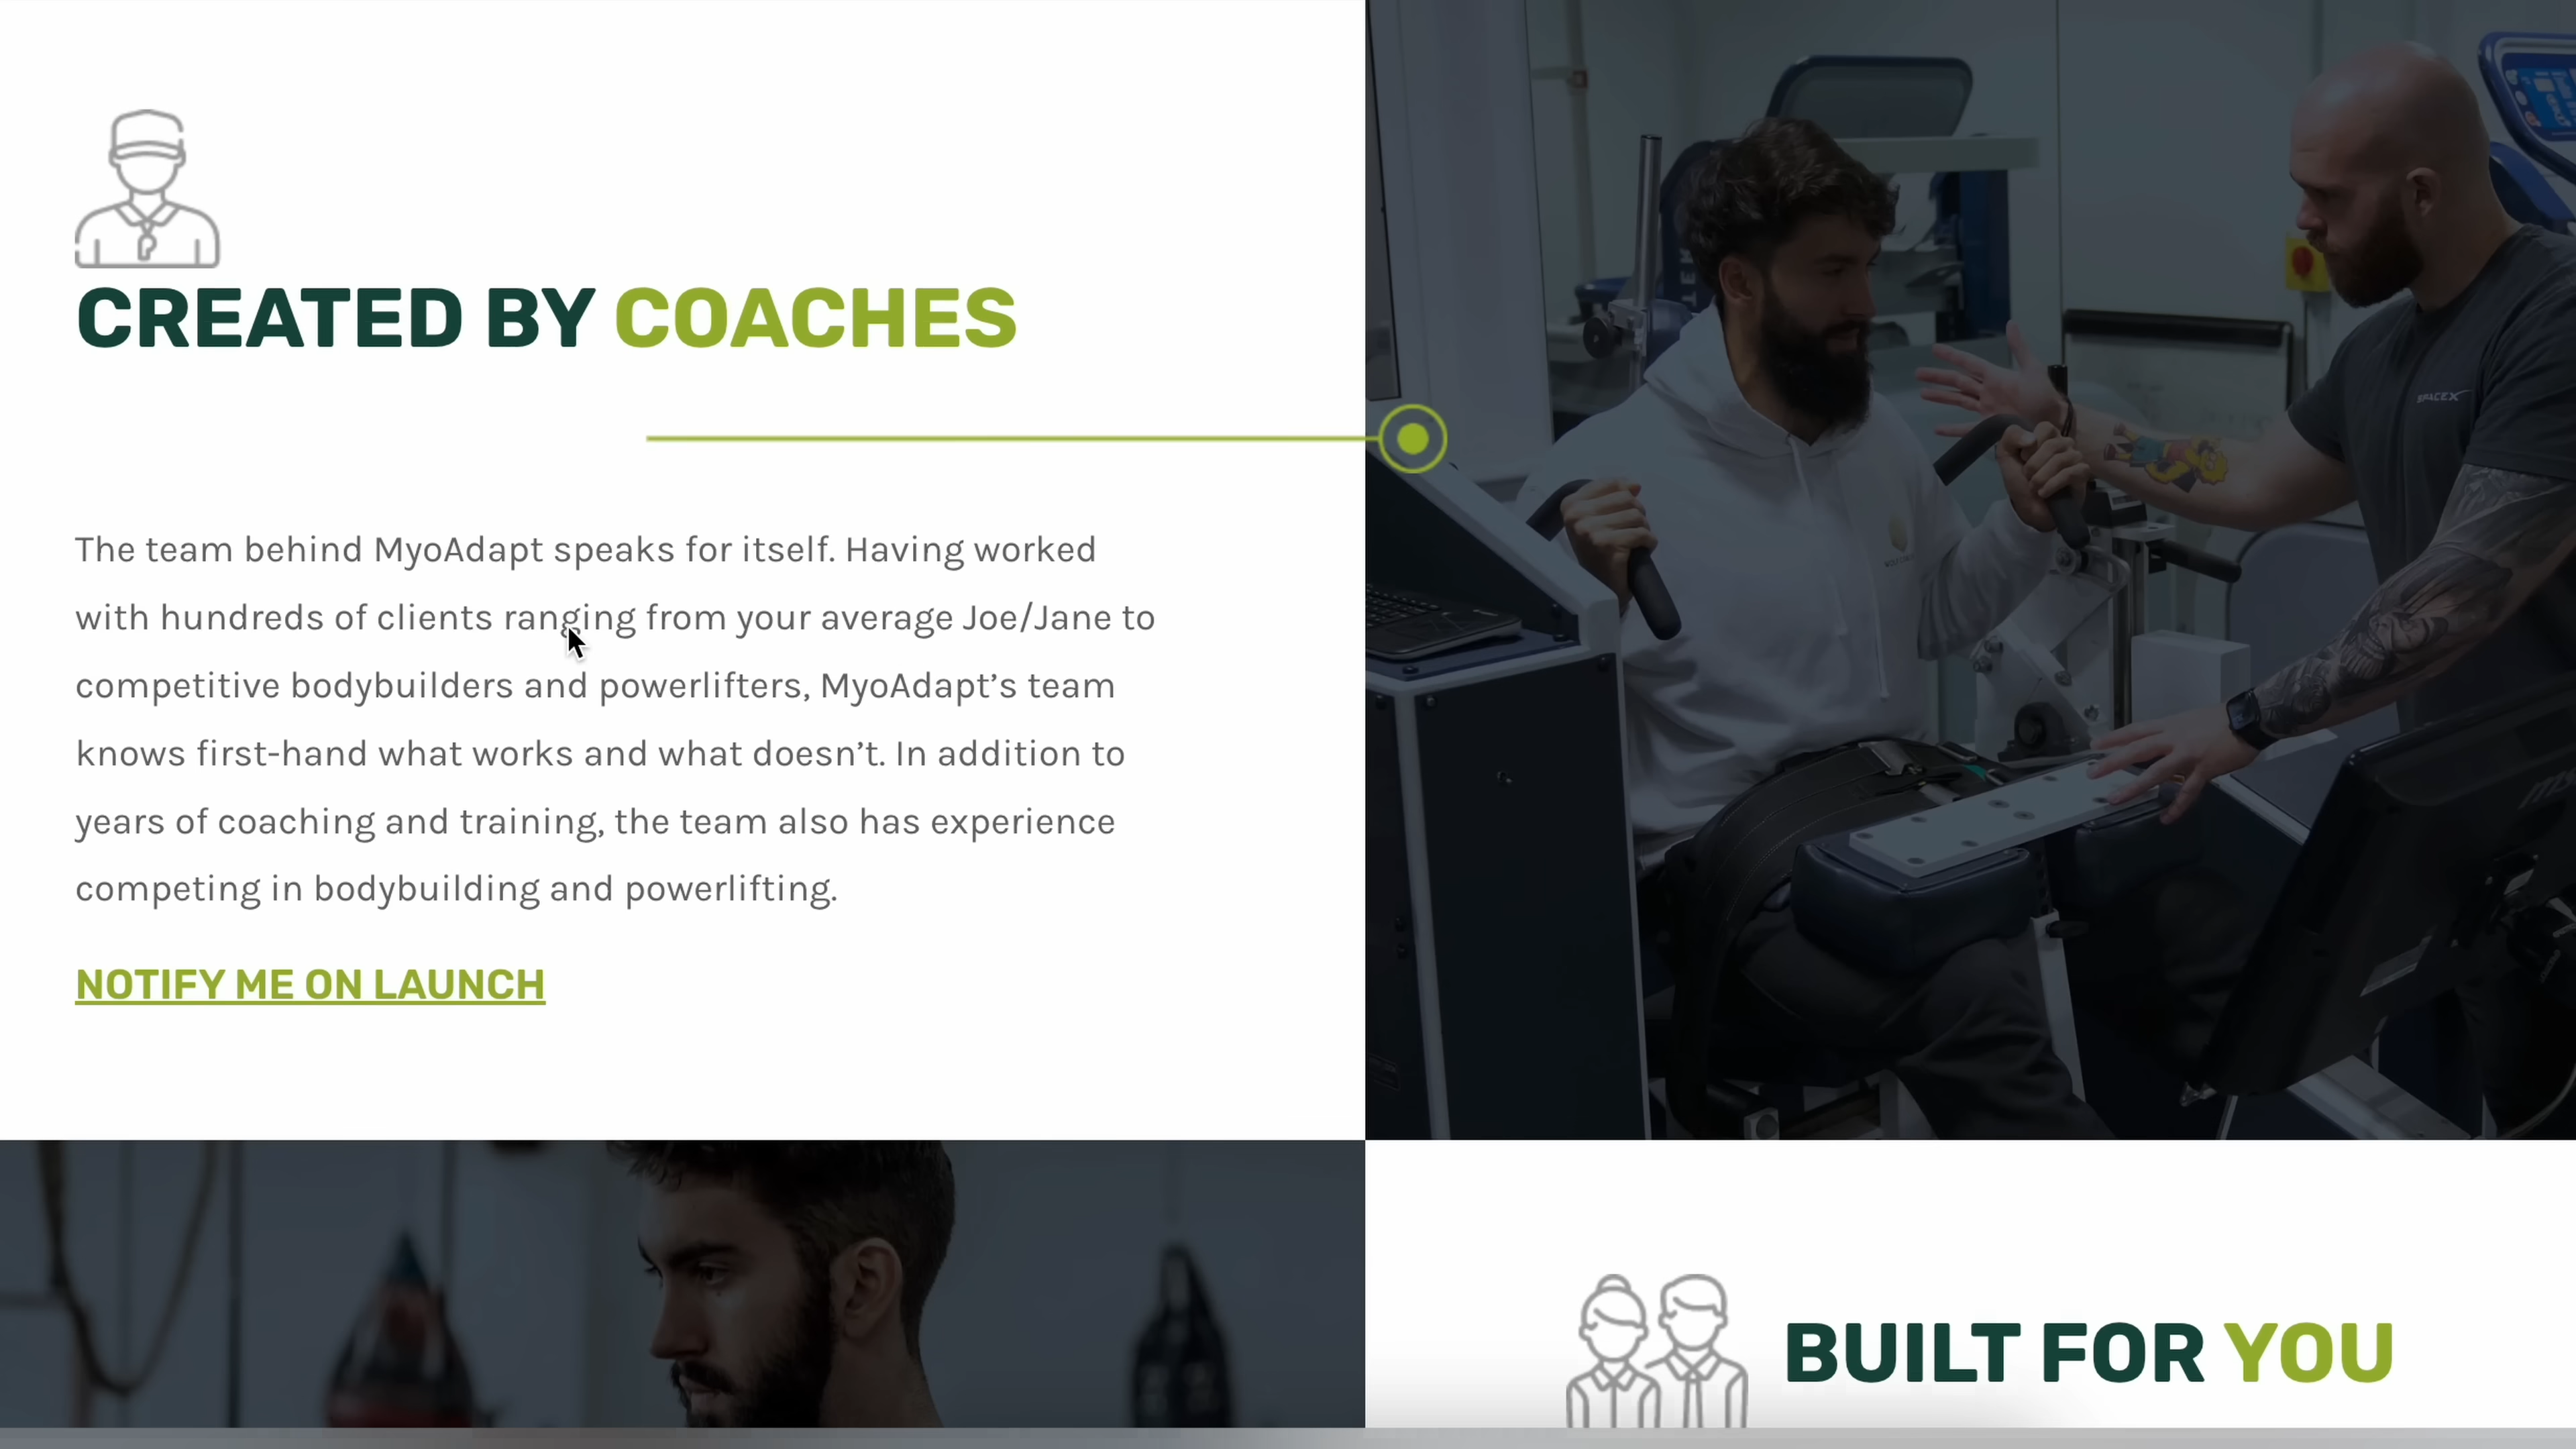 CREATED BY COACHES
The team behind MyoAdapt speaks for itself. Having worked
with hundreds of clients ranging from your average Joe/Jane to
competitive bodybuilders and powerlifters, MyoAdapt’s team
knows first-hand what works and what doesn’t. In addition to
years of coaching and training, the team also has experience
competing in bodybuilding and powerlifting.
NOTIFY ME ON LAUNCH
SPACEX
BUILT FOR YOU